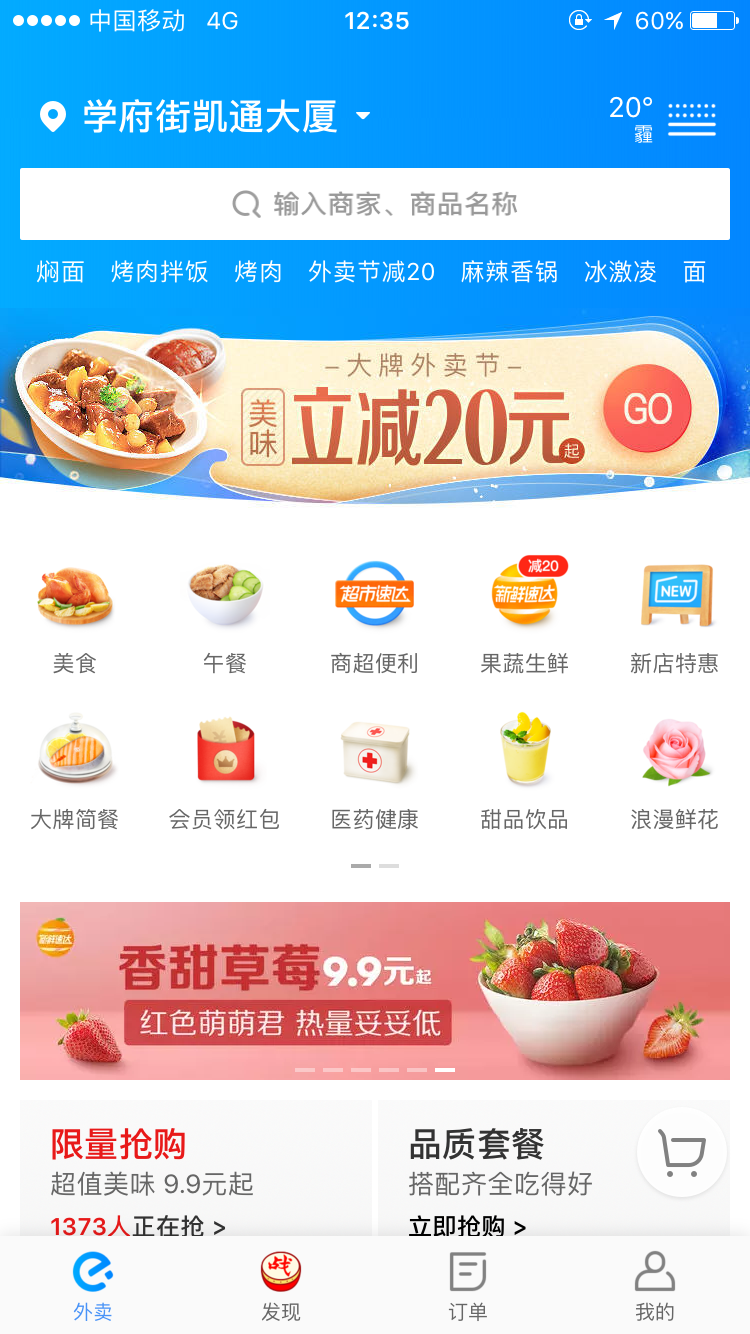 中国移动 4G 12:35 60%
学府街凯通大厦 20°
霾
输入商家、商品名称
焖面 烤肉拌饭 烤肉 外卖节减20 麻辣香锅 冰激凌 面
–大牌外卖节–
美味 立减20元起 GO
超市速达 新鲜速达 减20 NEW
美食 午餐 商超便利 果蔬生鲜 新店特惠
大牌简餐 会员领红包 医药健康 甜品饮品 浪漫鲜花
新鲜速达
香甜草莓9.9元起
红色萌萌君 热量妥妥低
限量抢购 品质套餐
超值美味 9.9元起 搭配齐全吃得好
1373人正在抢 > 立即抢购 >
战
外卖 发现 订单 我的